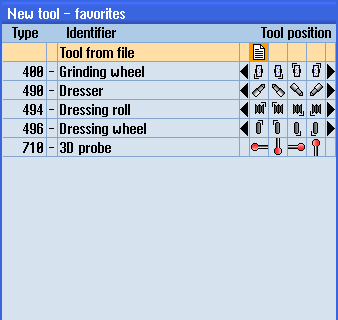 New tool - favorites
Type Identifier Tool position
Tool from file
400 - Grinding wheel
490 - Dresser
494 - Dressing roll
496 - Dressing wheel
710 - 3D probe